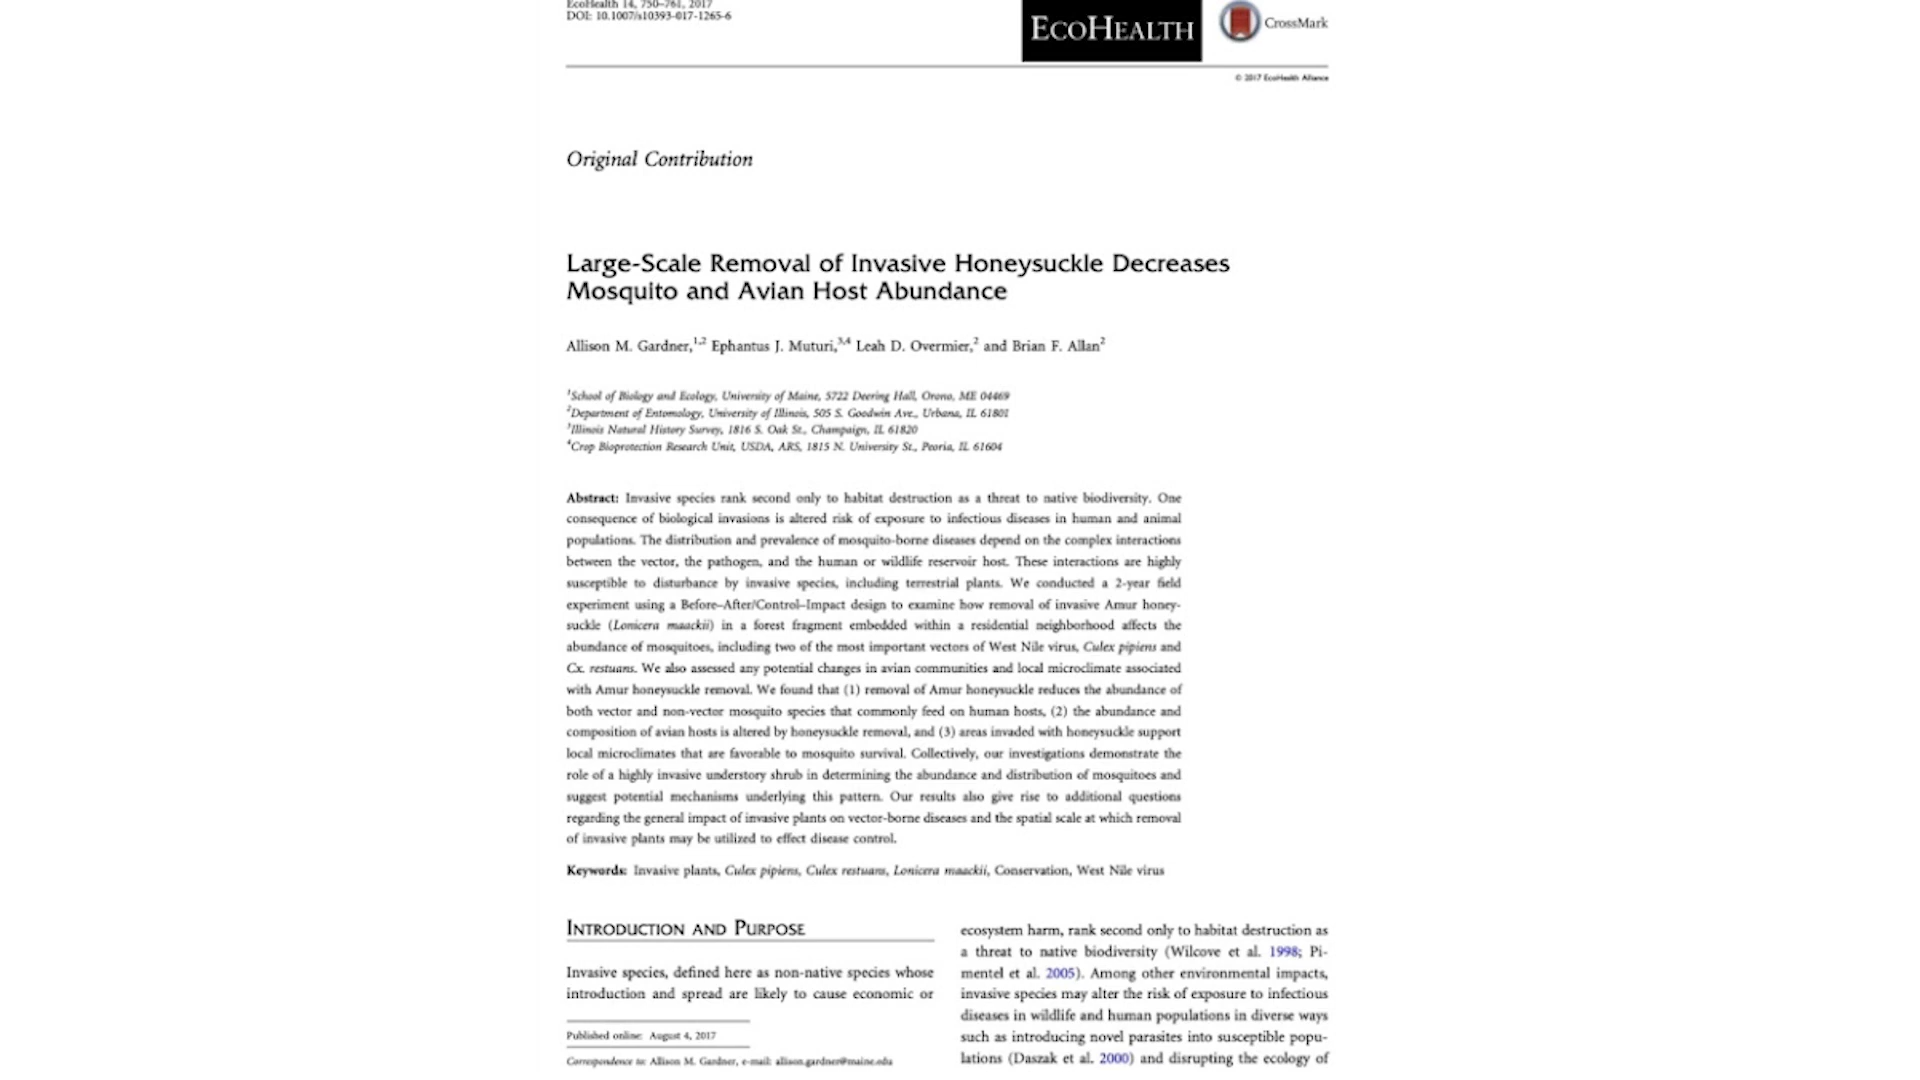 EcoHealth 14, 750–761, 2017
DOI: 10.1007/s10393-017-1265-6
EcoHealth
CrossMark
© 2017 EcoHealth Alliance
Original Contribution
Large-Scale Removal of Invasive Honeysuckle Decreases
Mosquito and Avian Host Abundance
Allison M. Gardner,1,2 Ephantus J. Muturi,3,4 Leah D. Overmier,2 and Brian F. Allan2
1School of Biology and Ecology, University of Maine, 5722 Deering Hall, Orono, ME 04469
2Department of Entomology, University of Illinois, 505 S. Goodwin Ave., Urbana, IL 61801
3Illinois Natural History Survey, 1816 S. Oak St., Champaign, IL 61820
4Crop Bioprotection Research Unit, USDA, ARS, 1815 N. University St., Peoria, IL 61604
Abstract: Invasive species rank second only to habitat destruction as a threat to native biodiversity. One
consequence of biological invasions is altered risk of exposure to infectious diseases in human and animal
populations. The distribution and prevalence of mosquito-borne diseases depend on the complex interactions
between the vector, the pathogen, and the human or wildlife reservoir host. These interactions are highly
susceptible to disturbance by invasive species, including terrestrial plants. We conducted a 2-year field
experiment using a Before–After/Control–Impact design to examine how removal of invasive Amur honey-
suckle (Lonicera maackii) in a forest fragment embedded within a residential neighborhood affects the
abundance of mosquitoes, including two of the most important vectors of West Nile virus, Culex pipiens and
Cx. restuans. We also assessed any potential changes in avian communities and local microclimate associated
with Amur honeysuckle removal. We found that (1) removal of Amur honeysuckle reduces the abundance of
both vector and non-vector mosquito species that commonly feed on human hosts, (2) the abundance and
composition of avian hosts is altered by honeysuckle removal, and (3) areas invaded with honeysuckle support
local microclimates that are favorable to mosquito survival. Collectively, our investigations demonstrate the
role of a highly invasive understory shrub in determining the abundance and distribution of mosquitoes and
suggest potential mechanisms underlying this pattern. Our results also give rise to additional questions
regarding the general impact of invasive plants on vector-borne diseases and the spatial scale at which removal
of invasive plants may be utilized to effect disease control.
Keywords: Invasive plants, Culex pipiens, Culex restuans, Lonicera maackii, Conservation, West Nile virus
Introduction and Purpose
Invasive species, defined here as non-native species whose
introduction and spread are likely to cause economic or
Published online: August 4, 2017
Correspondence to: Allison M. Gardner, e-mail: allison.gardner@maine.edu
ecosystem harm, rank second only to habitat destruction as
a threat to native biodiversity (Wilcove et al. 1998; Pi-
mentel et al. 2005). Among other environmental impacts,
invasive species may alter the risk of exposure to infectious
diseases in wildlife and human populations in diverse ways
such as introducing novel parasites into susceptible popu-
lations (Daszak et al. 2000) and disrupting the ecology of